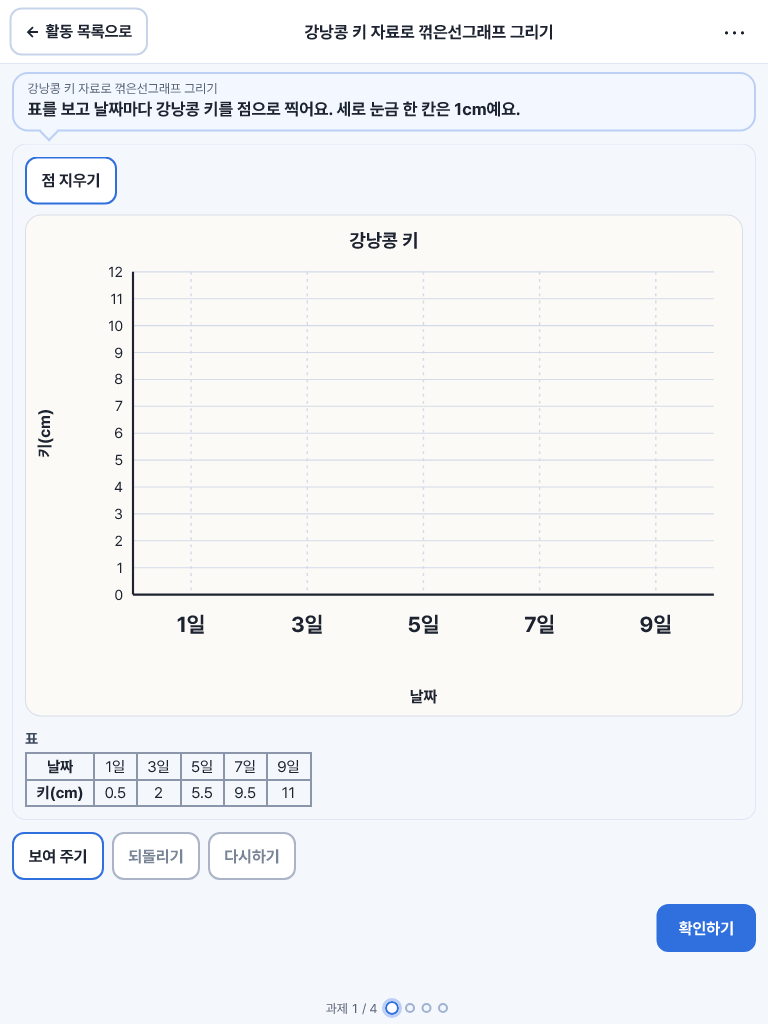 ← 활동 목록으로
강낭콩 키 자료로 꺾은선그래프 그리기
...
강낭콩 키 자료로 꺾은선그래프 그리기
표를 보고 날짜마다 강낭콩 키를 점으로 찍어요. 세로 눈금 한 칸은 1cm예요.
점 지우기
강낭콩 키
12
11
10
9
8
7
6
5
4
3
2
1
0
키(cm)
1일 3일 5일 7일 9일
날짜
표
날짜 1일 3일 5일 7일 9일
키(cm) 0.5 2 5.5 9.5 11
보여 주기 되돌리기 다시하기
확인하기
과제 1 / 4